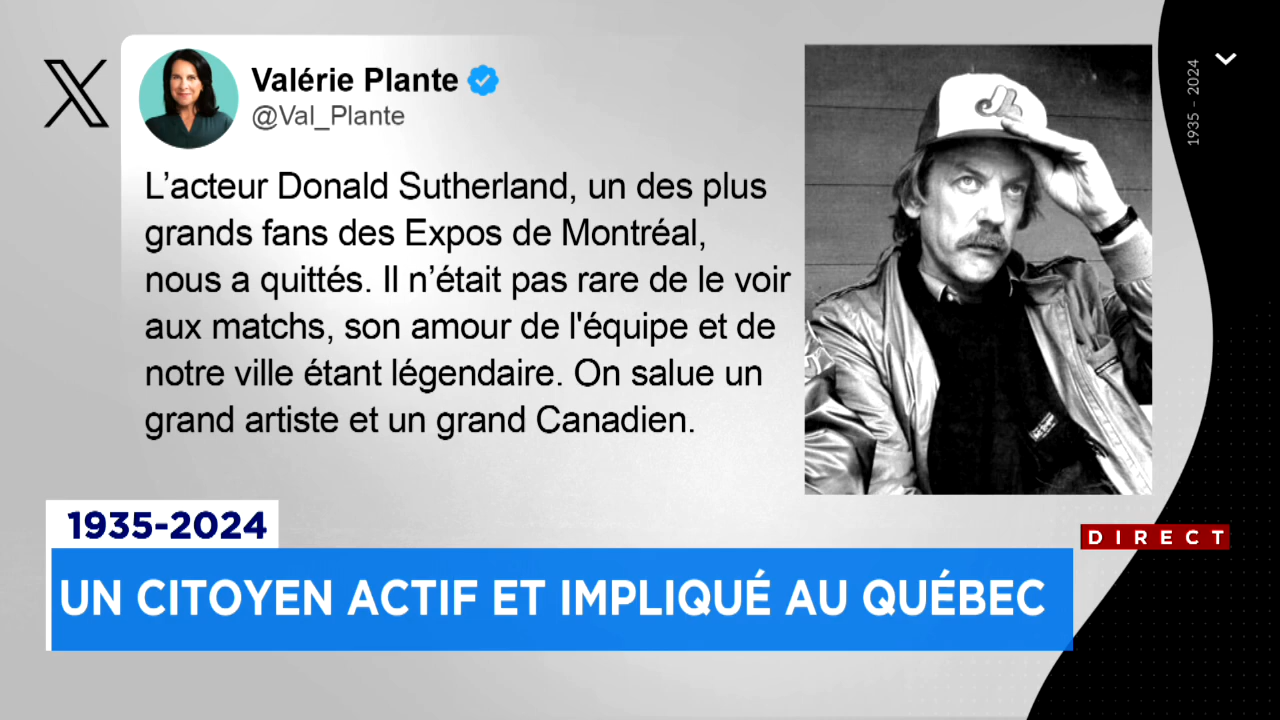 Valérie Plante
@Val_Plante
L’acteur Donald Sutherland, un des plus
grands fans des Expos de Montréal,
nous a quittés. Il n’était pas rare de le voir
aux matchs, son amour de l'équipe et de
notre ville étant légendaire. On salue un
grand artiste et un grand Canadien.
1935 - 2024
1935-2024
DIRECT
UN CITOYEN ACTIF ET IMPLIQUÉ AU QUÉBEC